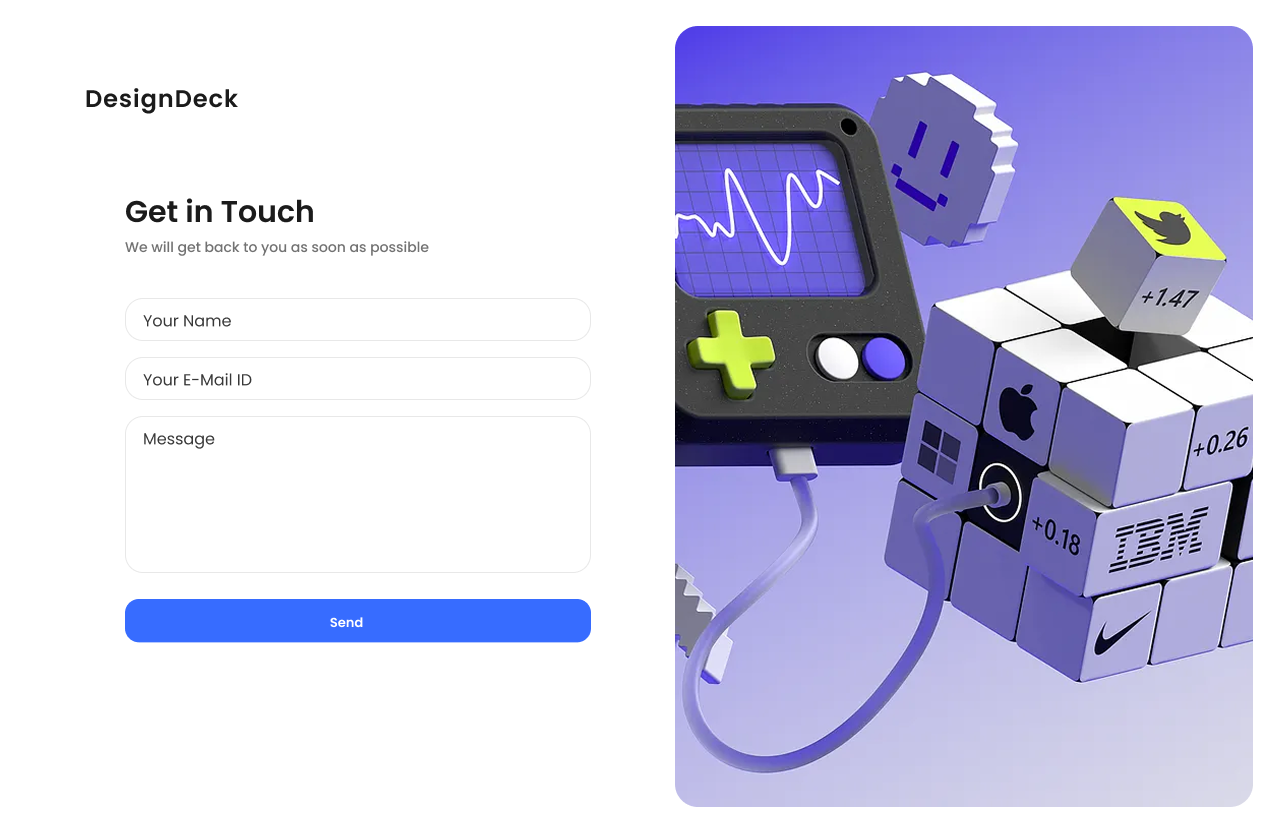 DesignDeck
Get in Touch
We will get back to you as soon as possible
Your Name
Your E-Mail ID
Message
Send
+1.47
+0.26
+0.18
IBM